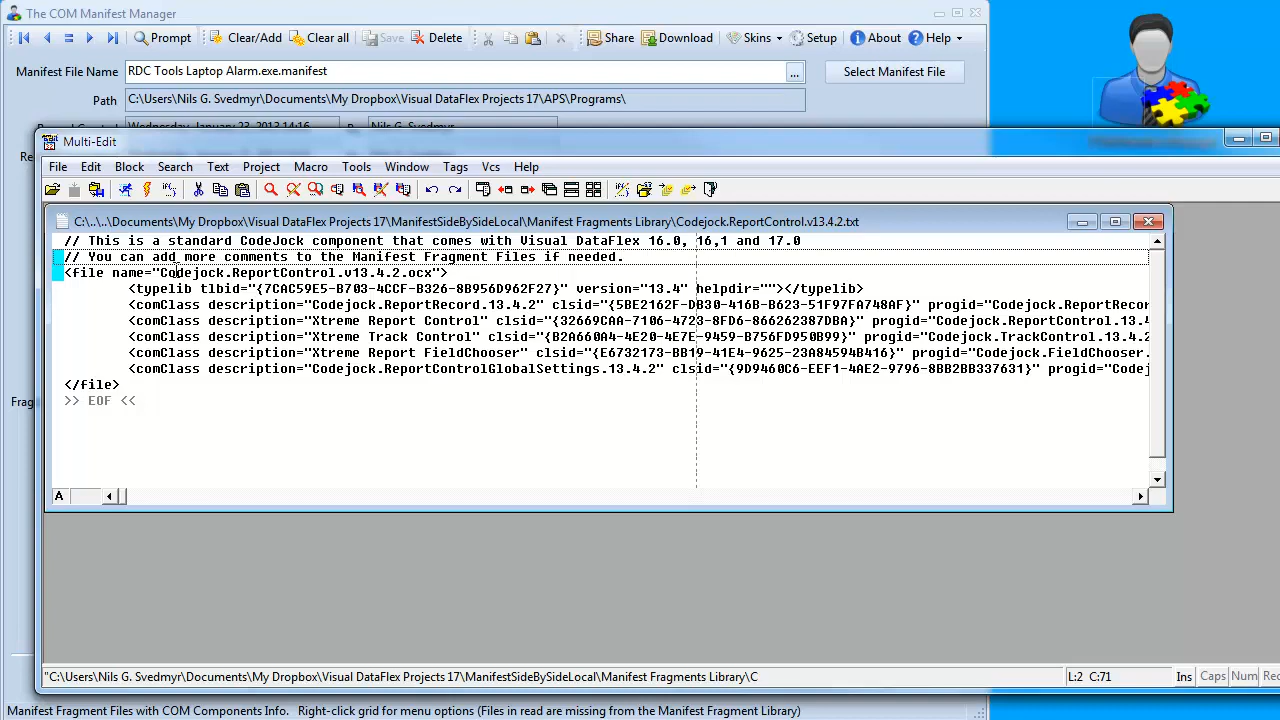 The COM Manifest Manager
Prompt Clear/Add Clear all Save Delete Share Download Skins Setup About Help
Manifest File Name RDC Tools Laptop Alarm.exe.manifest ... Select Manifest File
Path C:\Users\Nils G. Svedmyr\Documents\My Dropbox\Visual DataFlex Projects 17\APS\Programs\
Wednesday, January 23, 2013 14:16 Nils G. Svedmyr
Multi-Edit
File Edit Block Search Text Project Macro Tools Window Tags Vcs Help
C:\..\..\Documents\My Dropbox\Visual DataFlex Projects 17\ManifestSideBySideLocal\Manifest Fragments Library\Codejock.ReportControl.v13.4.2.txt
// This is a standard CodeJock component that comes with Visual DataFlex 16.0, 16,1 and 17.0
// You can add more comments to the Manifest Fragment Files if needed.
<file name="Codejock.ReportControl.v13.4.2.ocx">
<typelib tlbid="{7CAC59E5-B703-4CCF-B326-8B956D962F27}" version="13.4" helpdir=""></typelib>
<comClass description="Codejock.ReportRecord.13.4.2" clsid="{5BE2162F-DB30-416B-B623-51F97FA748AF}" progid="Codejock.ReportRecor
<comClass description="Xtreme Report Control" clsid="{32669CAA-7106-4723-8FD6-866262387DBA}" progid="Codejock.ReportControl.13.4
<comClass description="Xtreme Track Control" clsid="{B2A660A4-4E20-4E7E-9459-B756FD950B99}" progid="Codejock.TrackControl.13.4.2
<comClass description="Xtreme Report FieldChooser" clsid="{E6732173-BB19-41E4-9625-23A84594B416}" progid="Codejock.FieldChooser.
<comClass description="Codejock.ReportControlGlobalSettings.13.4.2" clsid="{9D9460C6-EEF1-4AE2-9796-8BB2BB337631}" progid="Codej
</file>
Frag
>> EOF <<
A
"C:\Users\Nils G. Svedmyr\Documents\My Dropbox\Visual DataFlex Projects 17\ManifestSideBySideLocal\Manifest Fragments Library\C L:2 C:71 Ins Caps Num Rec
Manifest Fragment Files with COM Components Info. Right-click grid for menu options (Files in read are missing from the Manifest Fragment Library)